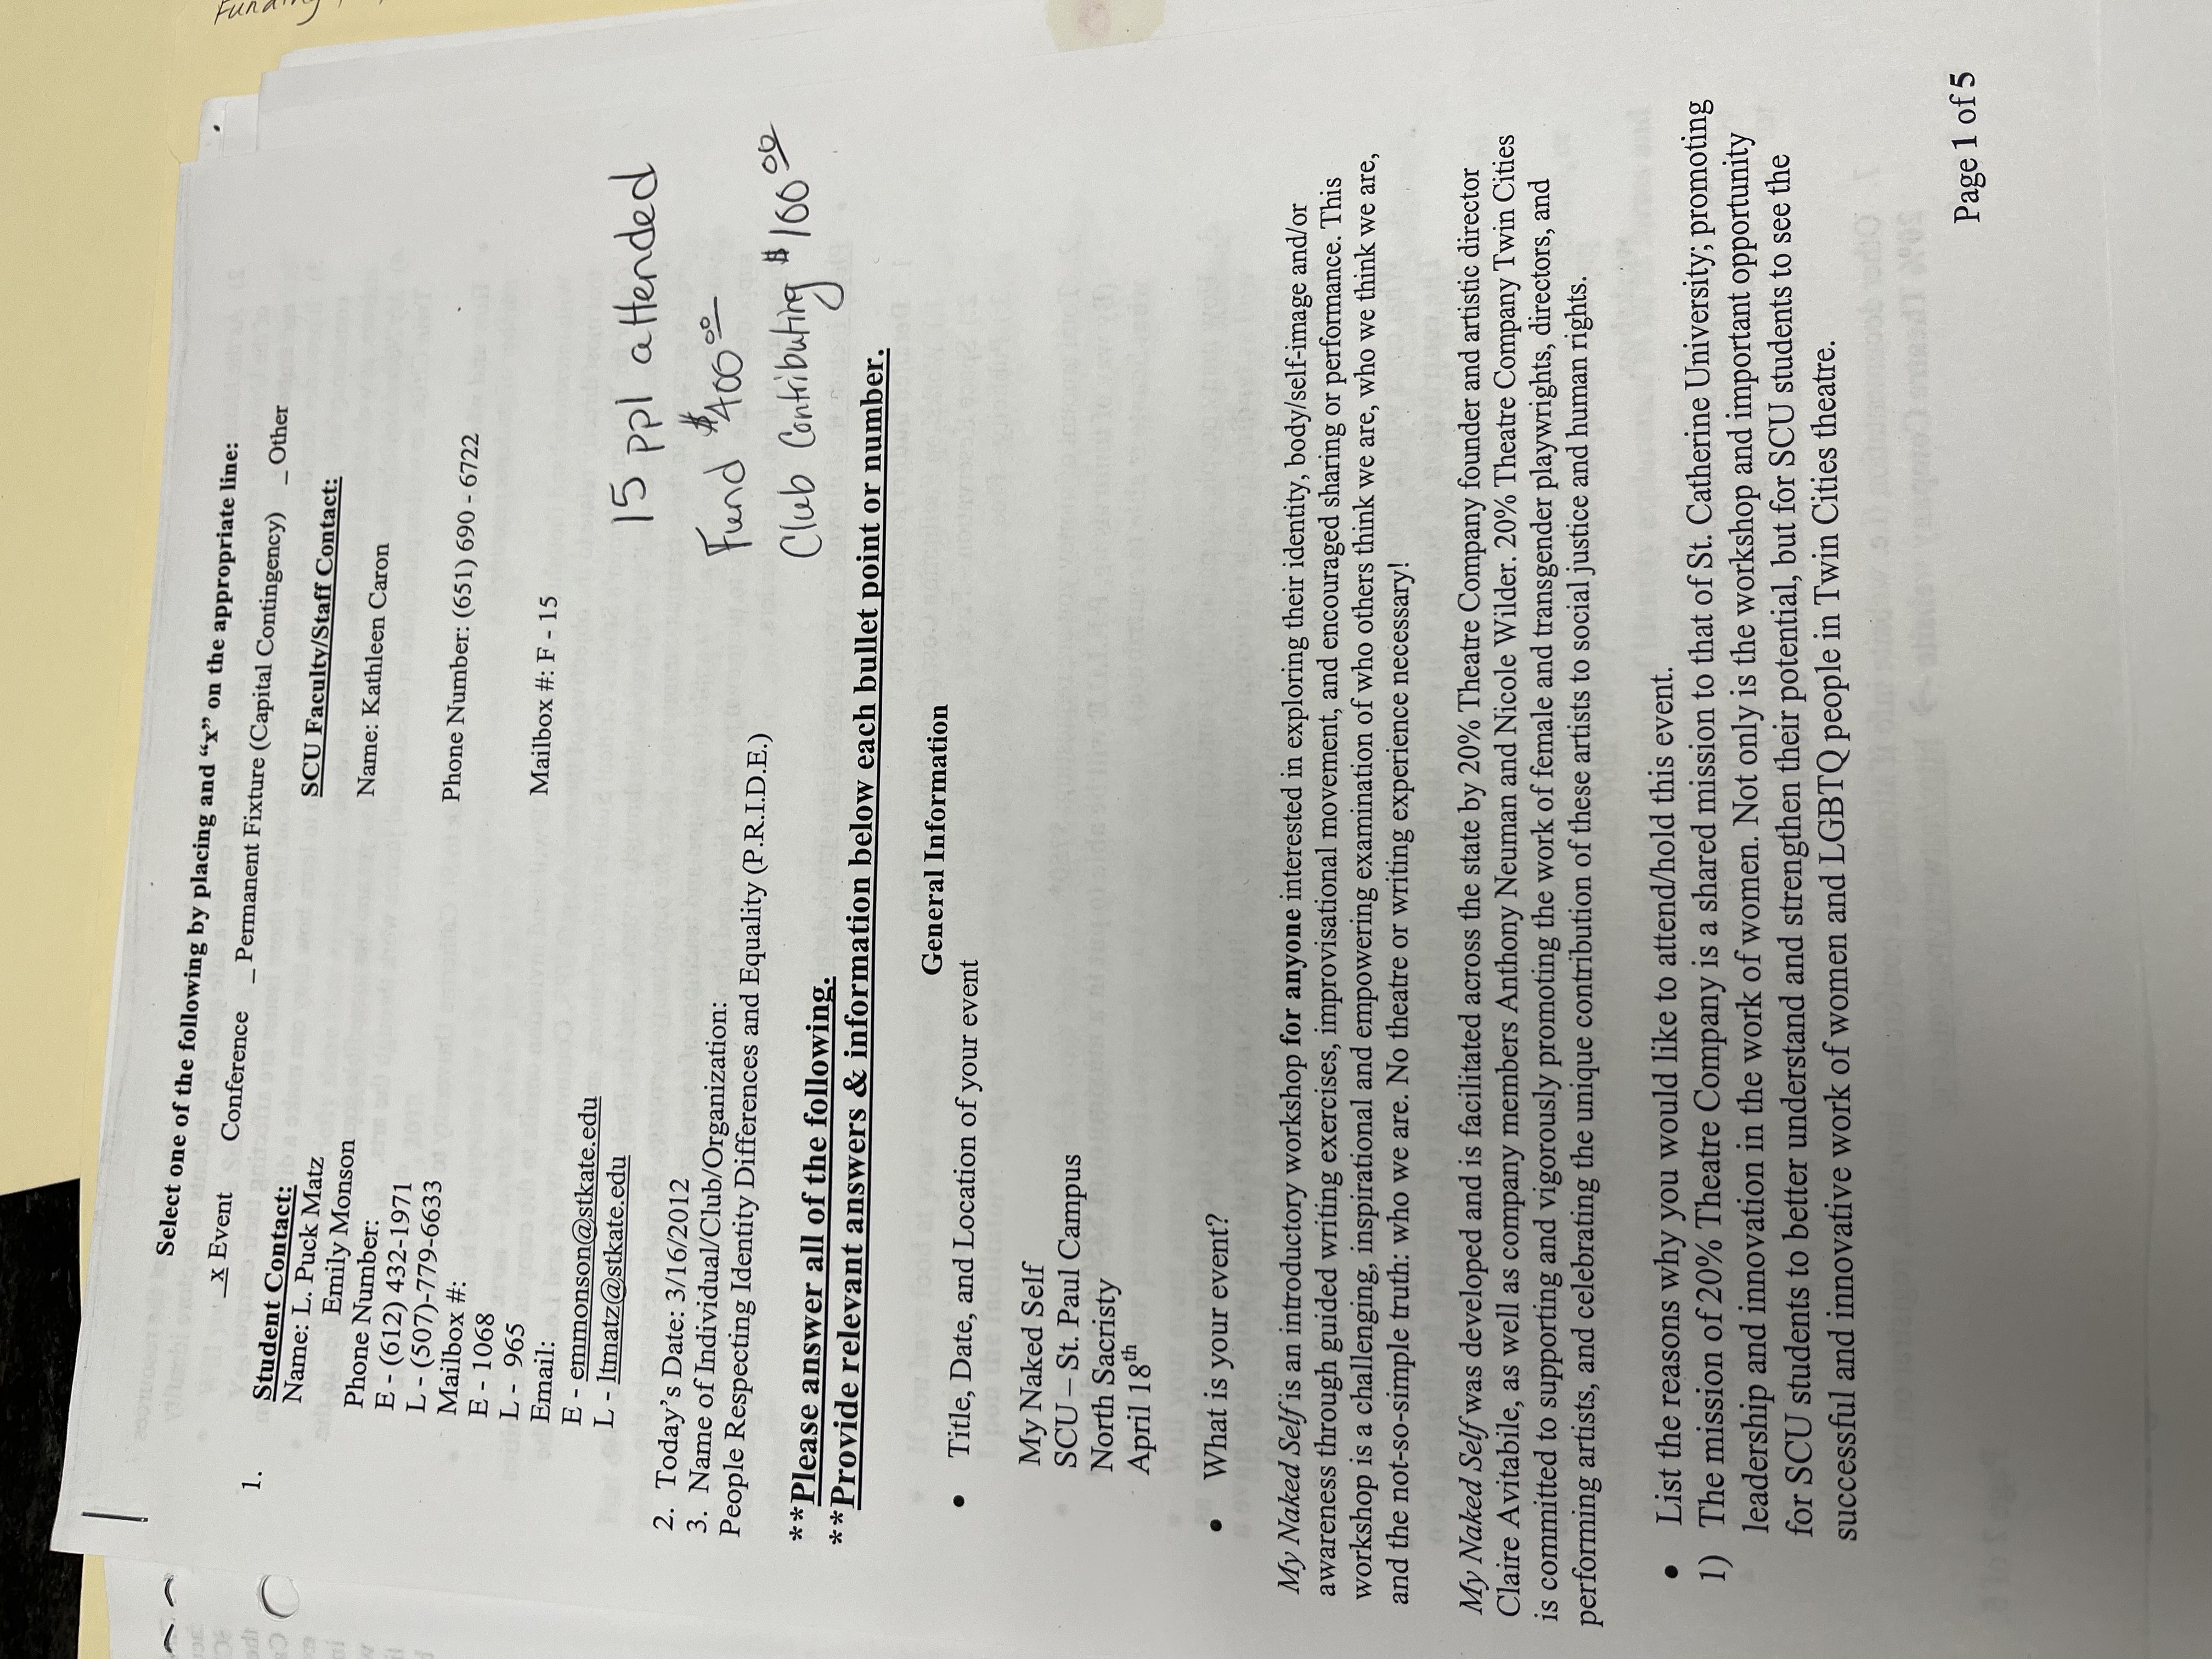 Select one of the following by placing and “x” on the appropriate line:
_x Event Conference _ Permanent Fixture (Capital Contingency) _ Other
1.
Student Contact:
Name: L. Puck Matz
Emily Monson
Phone Number:
E - (612) 432-1971
L - (507)-779-6633
Mailbox #:
E - 1068
L - 965
Email:
E - emmonson@stkate.edu
L - ltmatz@stkate.edu
SCU Faculty/Staff Contact:
Name: Kathleen Caron
Phone Number: (651) 690 - 6722
Mailbox #: F - 15
15 ppl attended
Fund $400.00
Club Contributing $100.00
2. Today’s Date: 3/16/2012
3. Name of Individual/Club/Organization:
People Respecting Identity Differences and Equality (P.R.I.D.E.)
**Please answer all of the following.
**Provide relevant answers & information below each bullet point or number.
General Information
• Title, Date, and Location of your event
My Naked Self
SCU – St. Paul Campus
North Sacristy
April 18th
• What is your event?
My Naked Self is an introductory workshop for anyone interested in exploring their identity, body/self-image and/or
awareness through guided writing exercises, improvisational movement, and encouraged sharing or performance. This
workshop is a challenging, inspirational and empowering examination of who others think we are, who we think we are,
and the not-so-simple truth: who we are. No theatre or writing experience necessary!
My Naked Self was developed and is facilitated across the state by 20% Theatre Company founder and artistic director
Claire Avitabile, as well as company members Anthony Neuman and Nicole Wilder. 20% Theatre Company Twin Cities
is committed to supporting and vigorously promoting the work of female and transgender playwrights, directors, and
performing artists, and celebrating the unique contribution of these artists to social justice and human rights.
• List the reasons why you would like to attend/hold this event.
1) The mission of 20% Theatre Company is a shared mission to that of St. Catherine University; promoting
leadership and innovation in the work of women. Not only is the workshop and important opportunity
for SCU students to better understand and strengthen their potential, but for SCU students to see the
successful and innovative work of women and LGBTQ people in Twin Cities theatre.
Page 1 of 5